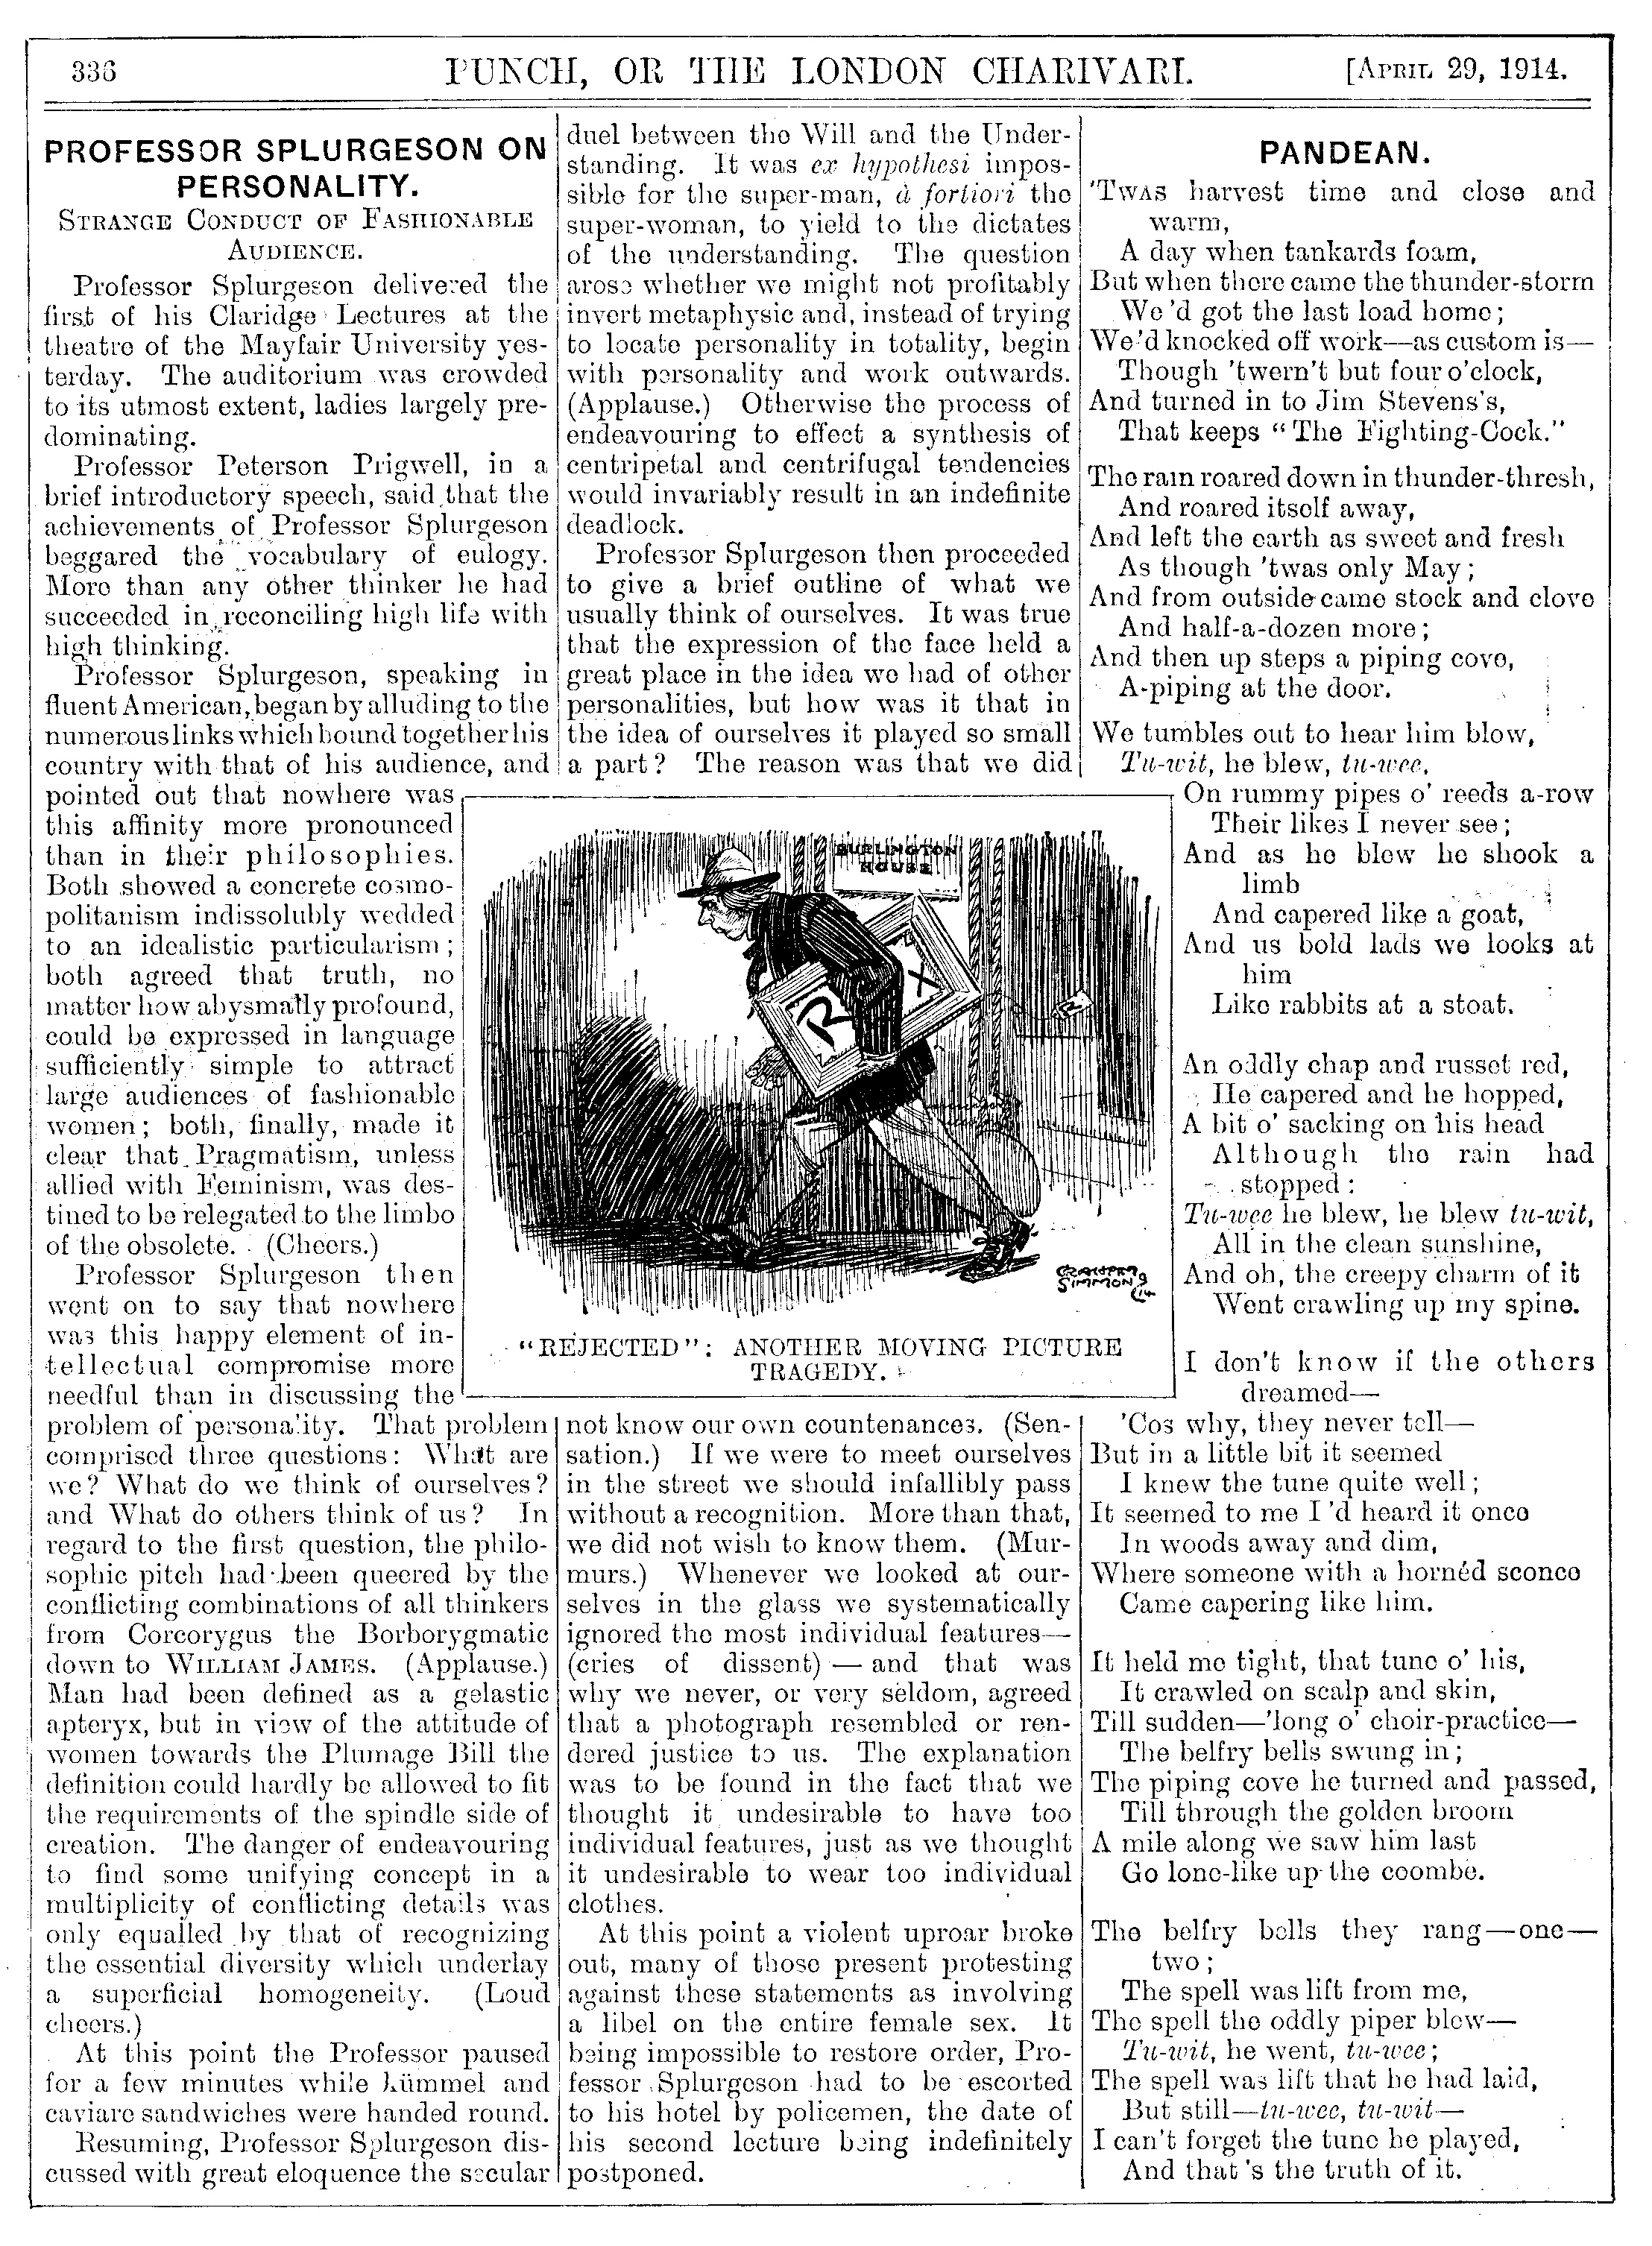 336
PUNCH, OR THE LONDON CHARIVARI.
[APRIL 29, 1914.
PROFESSOR SPLURGESON ON
PERSONALITY.
STRANGE CONDUCT OF FASHIONABLE
AUDIENCE.
Professor Splurgeson delivered the
first of his Claridge Lectures at the
theatre of the Mayfair University yes-
terday. The auditorium was crowded
to its utmost extent, ladies largely pre-
dominating.
Professor Peterson Prigwell, in a
brief introductory speech, said that the
achievements of Professor Splurgeson
beggared the vocabulary of eulogy.
More than any other thinker he had
succeeded in reconciling high life with
high thinking.
Professor Splurgeson, speaking in
fluent American, began by alluding to the
numerous links which bound together his
country with that of his audience, and
pointed out that nowhere was
this affinity more pronounced
than in their philosophies.
Both showed a concrete cosmo-
politanism indissolubly wedded
to an idealistic particularism;
both agreed that truth, no
matter how abysmally profound,
could be expressed in language
sufficiently simple to attract
large audiences of fashionable
women; both, finally, made it
clear that Pragmatism, unless
allied with Feminism, was des-
tined to be relegated to the limbo
of the obsolete. (Cheers.)
Professor Splurgeson then
went on to say that nowhere
was this happy element of in-
tellectual compromise more
needful than in discussing the
problem of personality. That problem
comprised three questions: What are
we? What do we think of ourselves?
and What do others think of us? In
regard to the first question, the philo-
sophic pitch had been queered by the
conflicting combinations of all thinkers
from Corcorygus the Borborygmatic
down to WILLIAM JAMES. (Applause.)
Man had been defined as a gelastic
apteryx, but in view of the attitude of
women towards the Plumage Bill the
definition could hardly be allowed to fit
the requirements of the spindle side of
creation. The danger of endeavouring
to find some unifying concept in a
multiplicity of conflicting details was
only equalled by that of recognizing
the essential diversity which underlay
a superficial homogeneity. (Loud
cheers.)
At this point the Professor paused
for a few minutes while kümmel and
caviare sandwiches were handed round.
Resuming, Professor Splurgeson dis-
cussed with great eloquence the secular
duel between the Will and the Under-
standing. It was ex hypothesi impos-
sible for the super-man, à fortiori the
super-woman, to yield to the dictates
of the understanding. The question
arose whether we might not profitably
invert metaphysic and, instead of trying
to locate personality in totality, begin
with personality and work outwards.
(Applause.) Otherwise the process of
endeavouring to effect a synthesis of
centripetal and centrifugal tendencies
would invariably result in an indefinite
deadlock.
Professor Splurgeson then proceeded
to give a brief outline of what we
usually think of ourselves. It was true
that the expression of the face held a
great place in the idea we had of other
personalities, but how was it that in
the idea of ourselves it played so small
a part? The reason was that we did
BURLINGTON
HOUSE
R
X
R
CRAWFORD
SIMMONS
14
"REJECTED": ANOTHER MOVING PICTURE
TRAGEDY.
not know our own countenances. (Sen-
sation.) If we were to meet ourselves
in the street we should infallibly pass
without a recognition. More than that,
we did not wish to know them. (Mur-
murs.) Whenever we looked at our-
selves in the glass we systematically
ignored the most individual features—
(cries of dissent) — and that was
why we never, or very seldom, agreed
that a photograph resembled or ren-
dered justice to us. The explanation
was to be found in the fact that we
thought it undesirable to have too
individual features, just as we thought
it undesirable to wear too individual
clothes.
At this point a violent uproar broke
out, many of those present protesting
against these statements as involving
a libel on the entire female sex. It
being impossible to restore order, Pro-
fessor Splurgeson had to be escorted
to his hotel by policemen, the date of
his second lecture being indefinitely
postponed.
PANDEAN.
'TWAS harvest time and close and
warm,
A day when tankards foam,
But when there came the thunder-storm
We'd got the last load home;
We'd knocked off work—as custom is—
Though 'twern't but four o'clock,
And turned in to Jim Stevens's,
That keeps "The Fighting-Cock."
The rain roared down in thunder-thresh,
And roared itself away,
And left the earth as sweet and fresh
As though 'twas only May;
And from outside came stock and clove
And half-a-dozen more;
And then up steps a piping cove,
A-piping at the door.
We tumbles out to hear him blow,
Tu-wit, he blew, tu-wee,
On rummy pipes o' reeds a-row
Their likes I never see;
And as he blew he shook a
limb
And capered like a goat,
And us bold lads we looks at
him
Like rabbits at a stoat.
An oddly chap and russet red,
He capered and he hopped,
A bit o' sacking on his head
Although the rain had
stopped:
Tu-wee he blew, he blew tu-wit,
All in the clean sunshine,
And oh, the creepy charm of it
Went crawling up my spine.
I don't know if the others
dreamed—
'Cos why, they never tell—
But in a little bit it seemed
I knew the tune quite well;
It seemed to me I'd heard it once
In woods away and dim,
Where someone with a hornéd sconce
Came capering like him.
It held me tight, that tune o' his,
It crawled on scalp and skin,
Till sudden—'long o' choir-practice—
The belfry bells swung in;
The piping cove he turned and passed,
Till through the golden broom
A mile along we saw him last
Go lone-like up the coombe.
The belfry bells they rang—one—
two;
The spell was lift from me,
The spell the oddly piper blew—
Tu-wit, he went, tu-wee;
The spell was lift that he had laid,
But still—tu-wee, tu-wit—
I can't forget the tune he played,
And that's the truth of it.